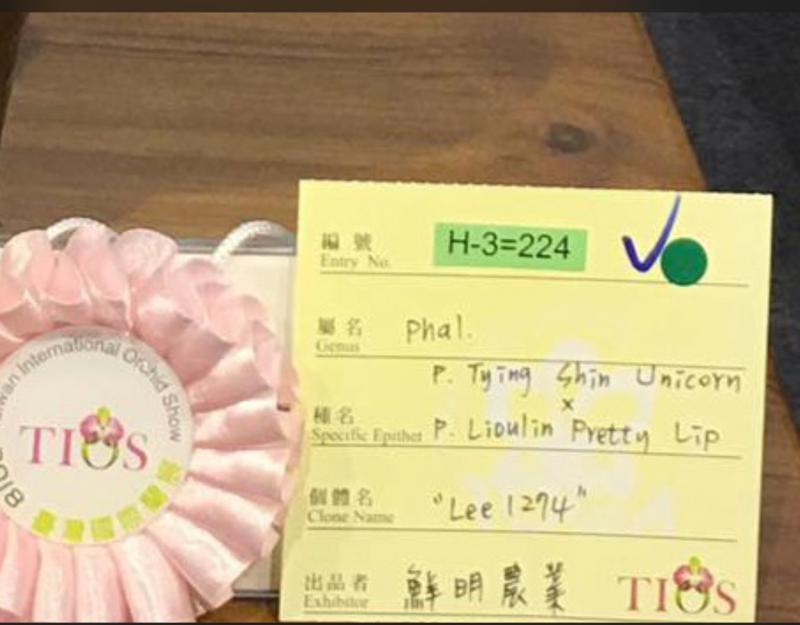 編號
Entry No.
H-3=224
屬名
Genus
Phal.
P. Tying Shin Unicorn
×
種名
Specific Epithet
P. Lioulin Pretty Lip
個體名
Clone Name
"Lee 1274"
出品者
Exhibitor
鮮明農業
TIOS
wan International Orchid Show
TIOS